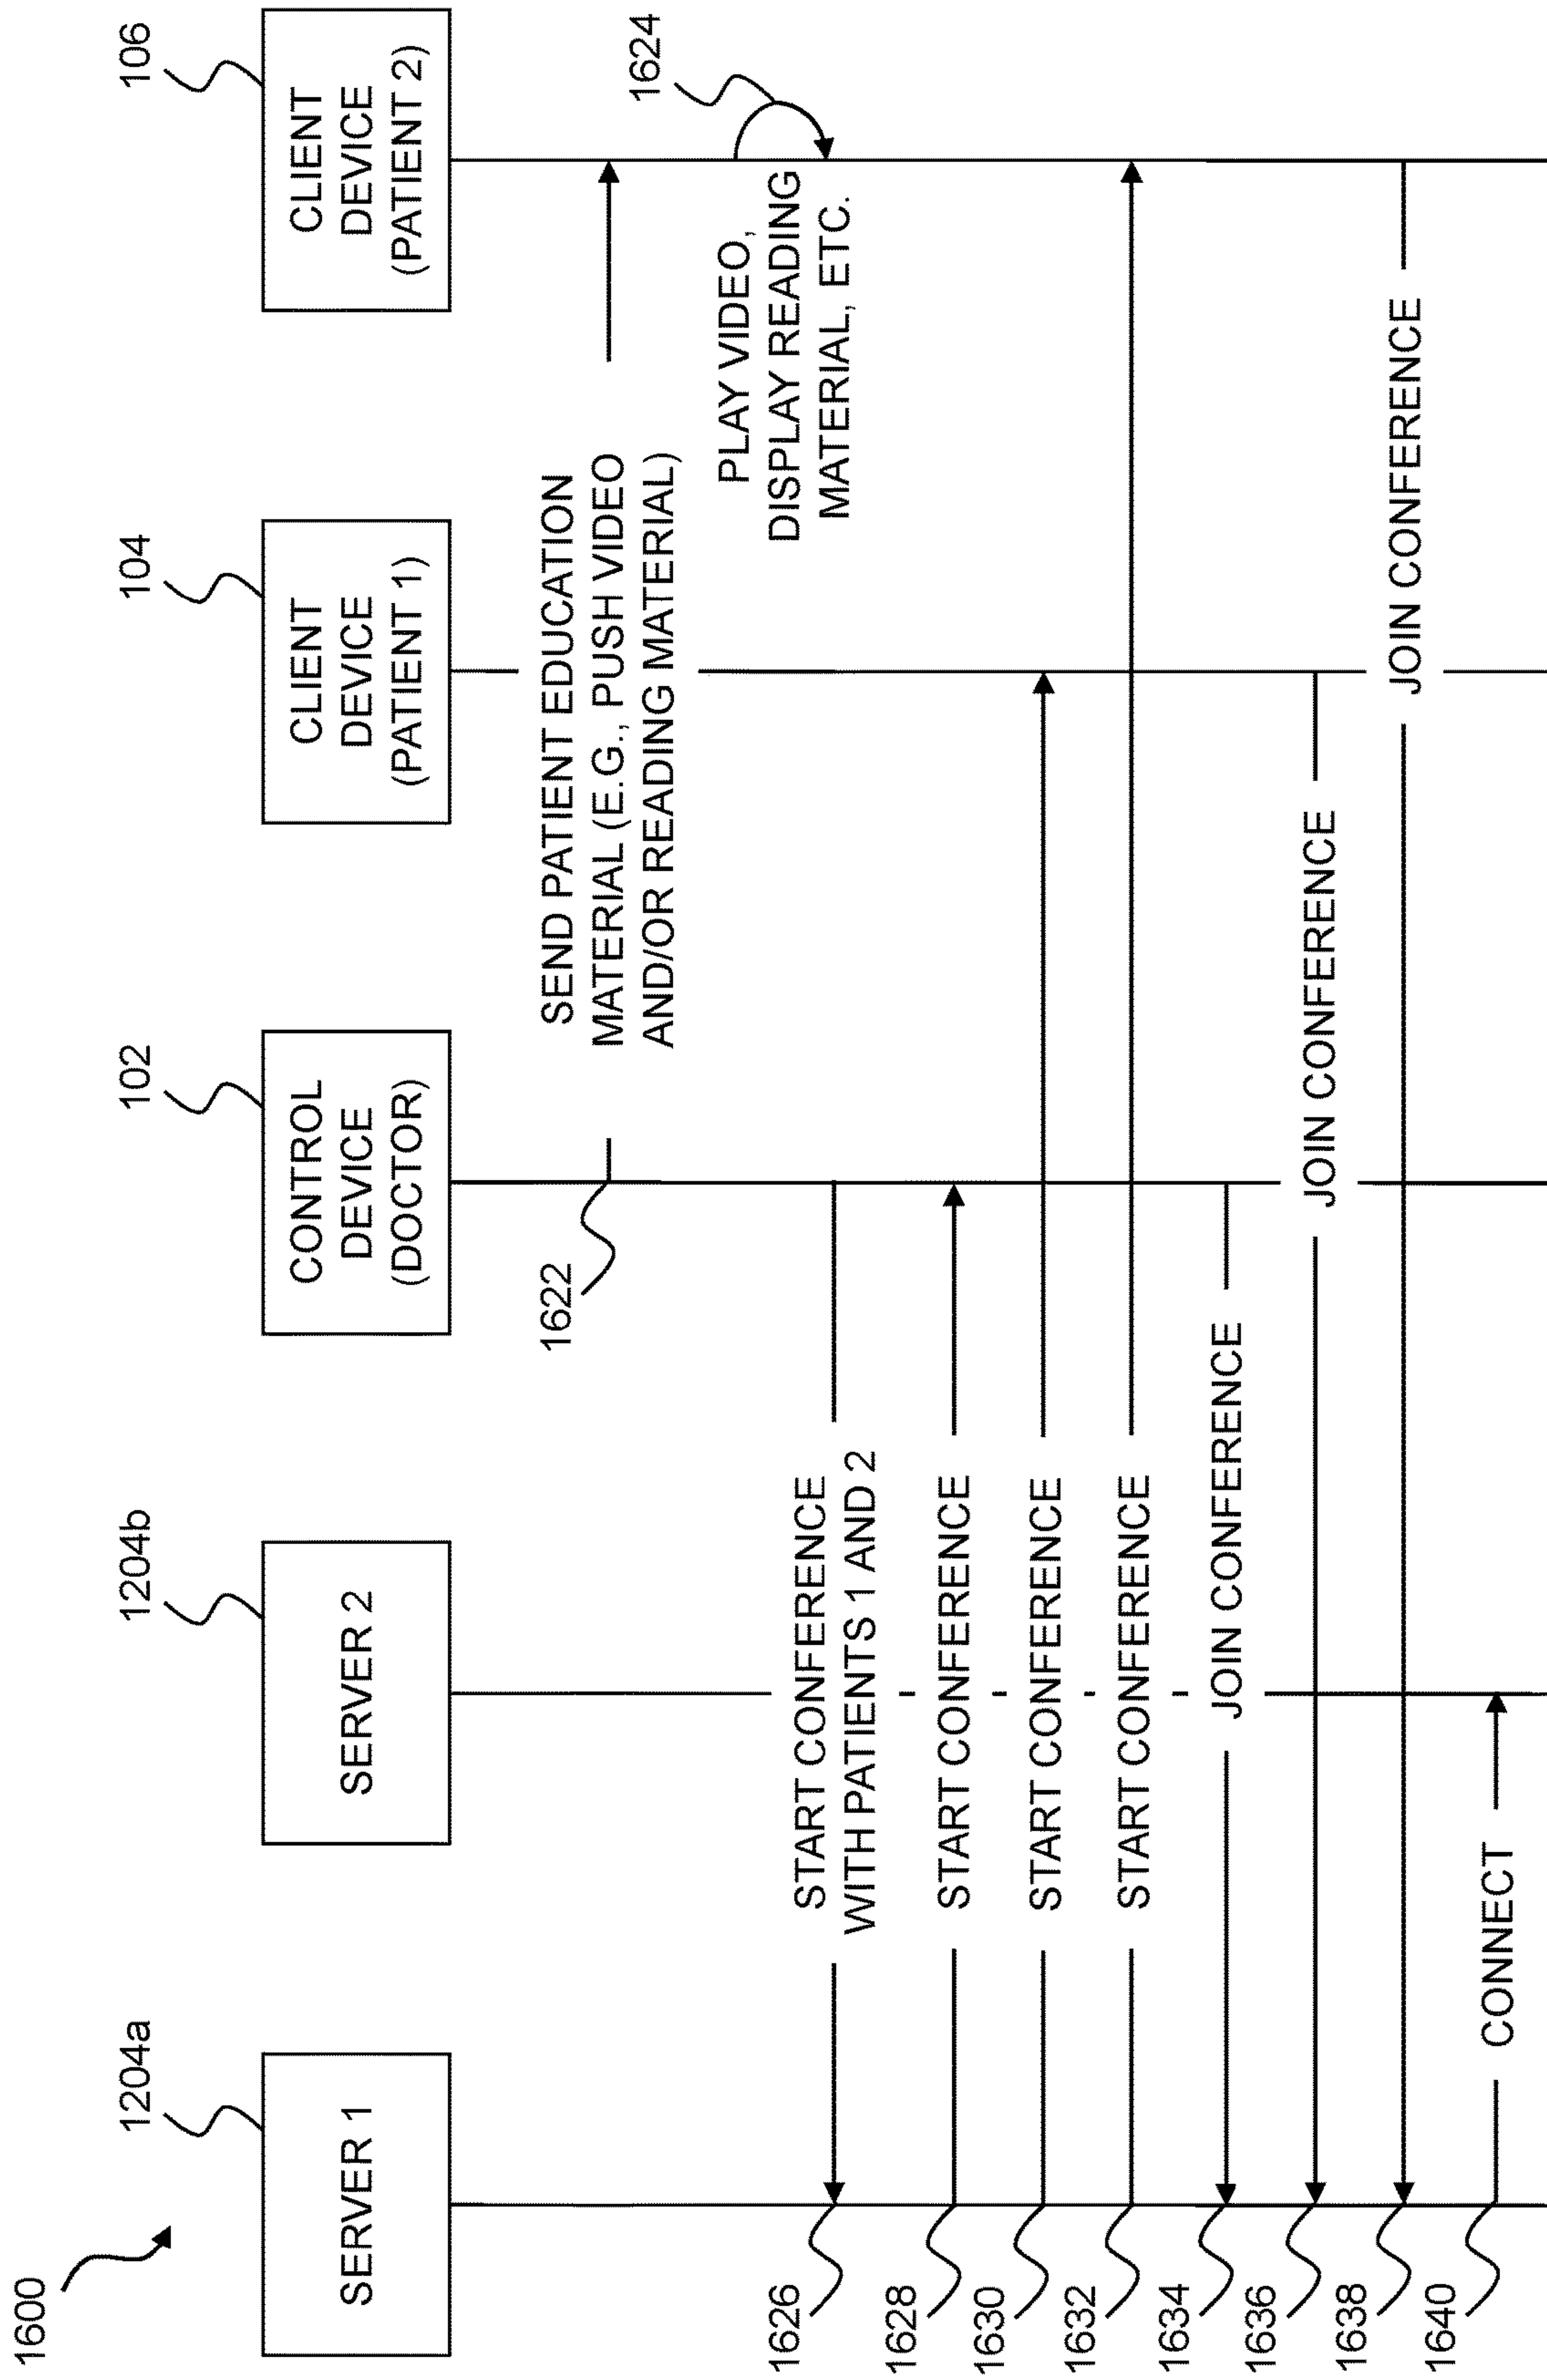 1600
1204a
1204b
102
104
106
SERVER 1
SERVER 2
CONTROL
DEVICE
(DOCTOR)
CLIENT
DEVICE
(PATIENT 1)
CLIENT
DEVICE
(PATIENT 2)
1622
SEND PATIENT EDUCATION
MATERIAL (E.G., PUSH VIDEO
AND/OR READING MATERIAL)
1624
PLAY VIDEO,
DISPLAY READING
MATERIAL, ETC.
1626
START CONFERENCE
WITH PATIENTS 1 AND 2
1628
START CONFERENCE
1630
START CONFERENCE
1632
START CONFERENCE
1634
JOIN CONFERENCE
1636
JOIN CONFERENCE
1638
JOIN CONFERENCE
1640
CONNECT